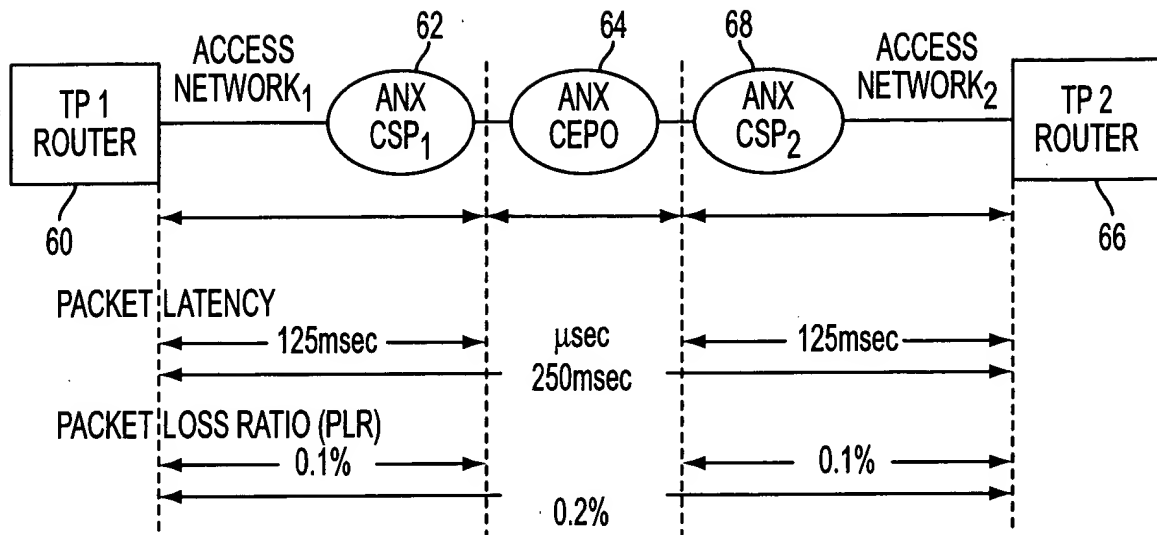 62
64
68
ACCESS NETWORK1
ACCESS NETWORK2
TP 1 ROUTER
ANX CSP1
ANX CEPO
ANX CSP2
TP 2 ROUTER
60
66
PACKET LATENCY
125msec
µsec
125msec
250msec
PACKET LOSS RATIO (PLR)
0.1%
0.1%
0.2%